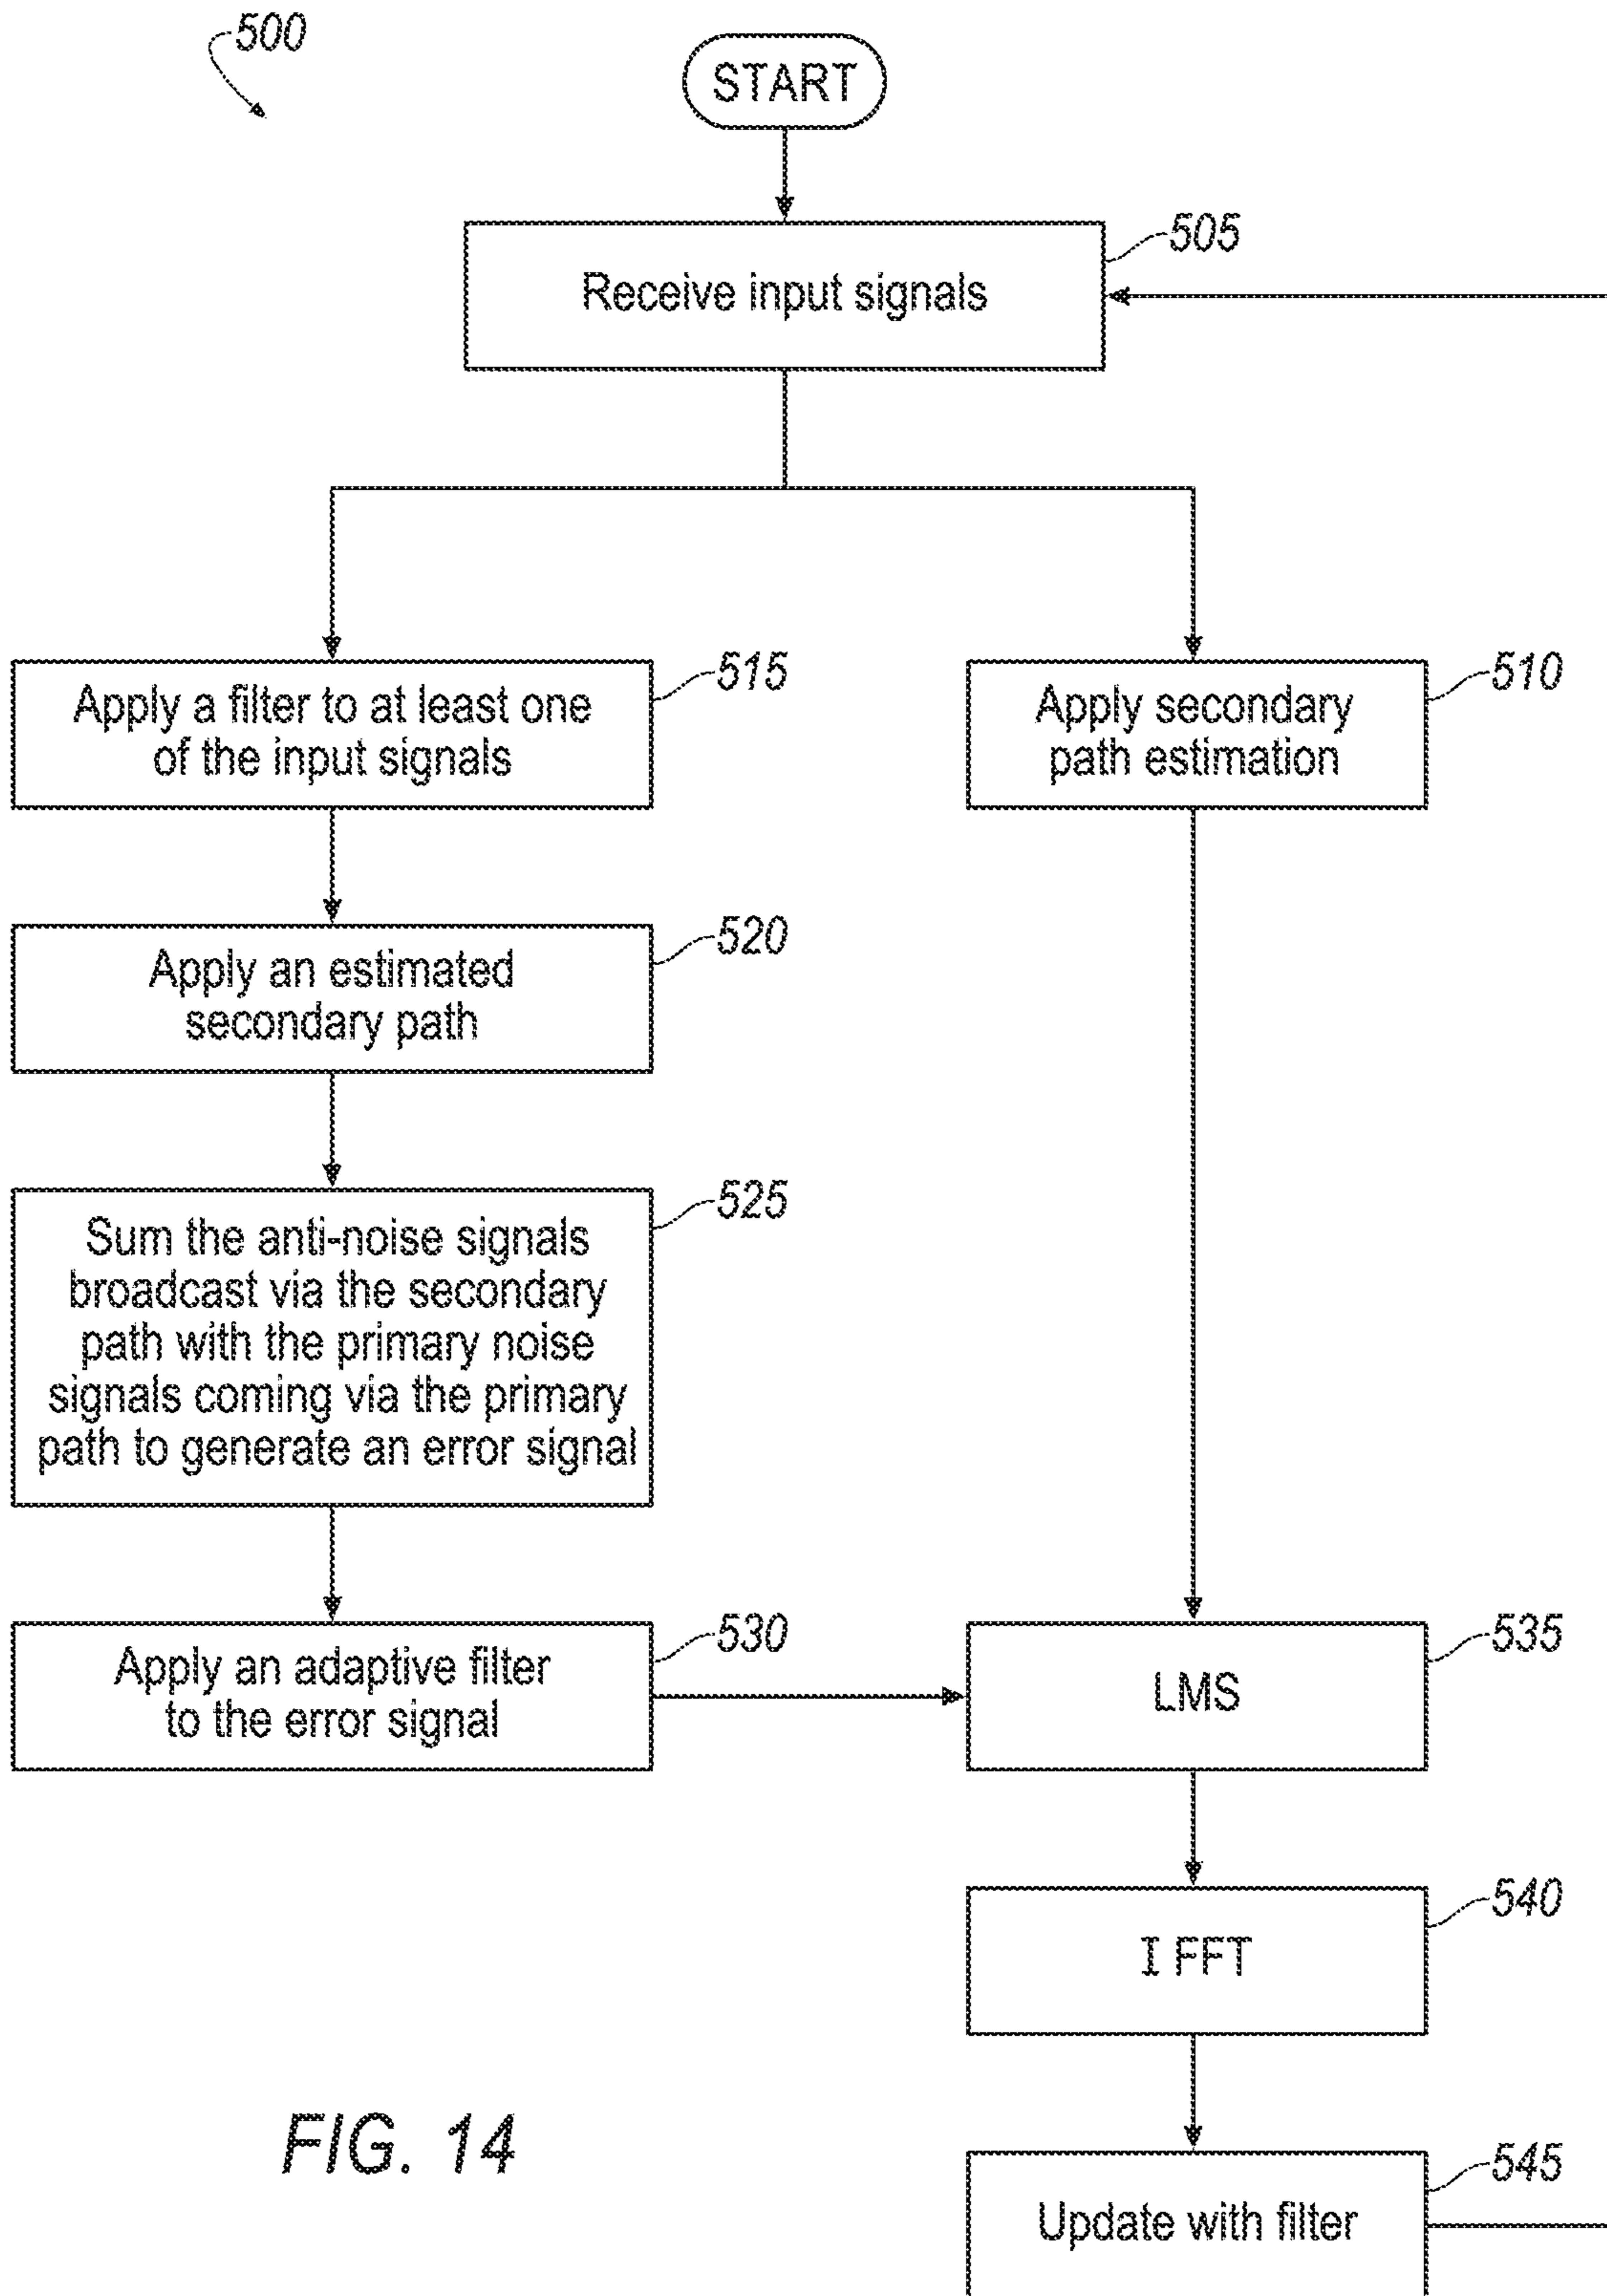 500
START
505
Receive input signals
515
Apply a filter to at least one
of the input signals
510
Apply secondary
path estimation
520
Apply an estimated
secondary path
525
Sum the anti-noise signals
broadcast via the secondary
path with the primary noise
signals coming via the primary
path to generate an error signal
530
Apply an adaptive filter
to the error signal
535
LMS
540
I FFT
545
Update with filter
FIG. 14